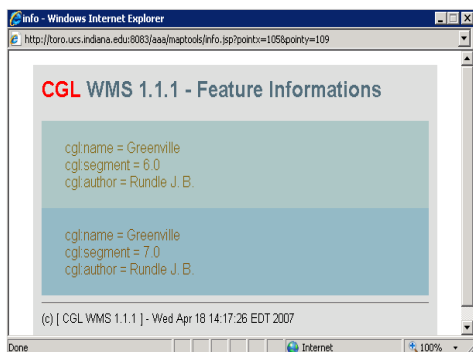 info - Windows Internet Explorer
http://toro.ucs.indiana.edu:8083/aaa/maptools/info.jsp?pointx=105&pointy=109
CGL WMS 1.1.1 - Feature Informations
cgl:name = Greenville
cgl:segment = 6.0
cgl:author = Rundle J. B.
cgl:name = Greenville
cgl:segment = 7.0
cgl:author = Rundle J. B.
(c) [ CGL WMS 1.1.1 ] - Wed Apr 18 14:17:26 EDT 2007
Done Internet 100%